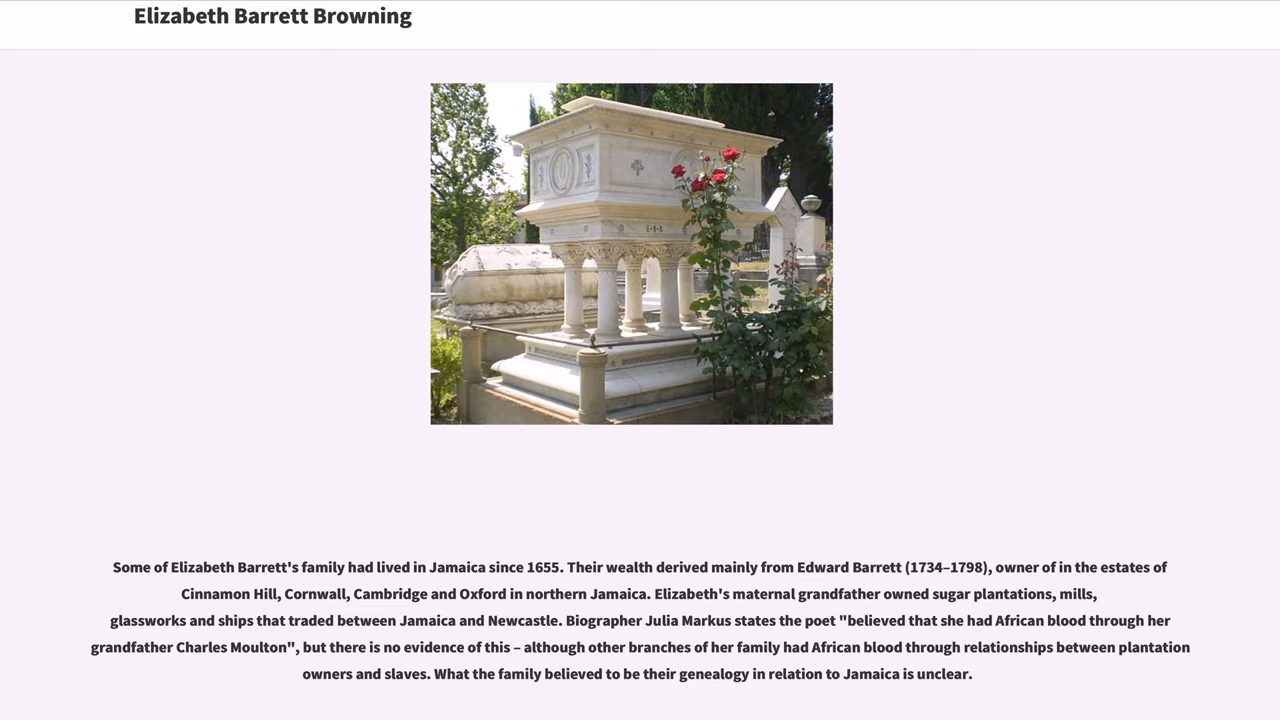 Elizabeth Barrett Browning
E·B·B
Some of Elizabeth Barrett's family had lived in Jamaica since 1655. Their wealth derived mainly from Edward Barrett (1734–1798), owner of in the estates of
Cinnamon Hill, Cornwall, Cambridge and Oxford in northern Jamaica. Elizabeth's maternal grandfather owned sugar plantations, mills,
glassworks and ships that traded between Jamaica and Newcastle. Biographer Julia Markus states the poet "believed that she had African blood through her
grandfather Charles Moulton", but there is no evidence of this – although other branches of her family had African blood through relationships between plantation
owners and slaves. What the family believed to be their genealogy in relation to Jamaica is unclear.